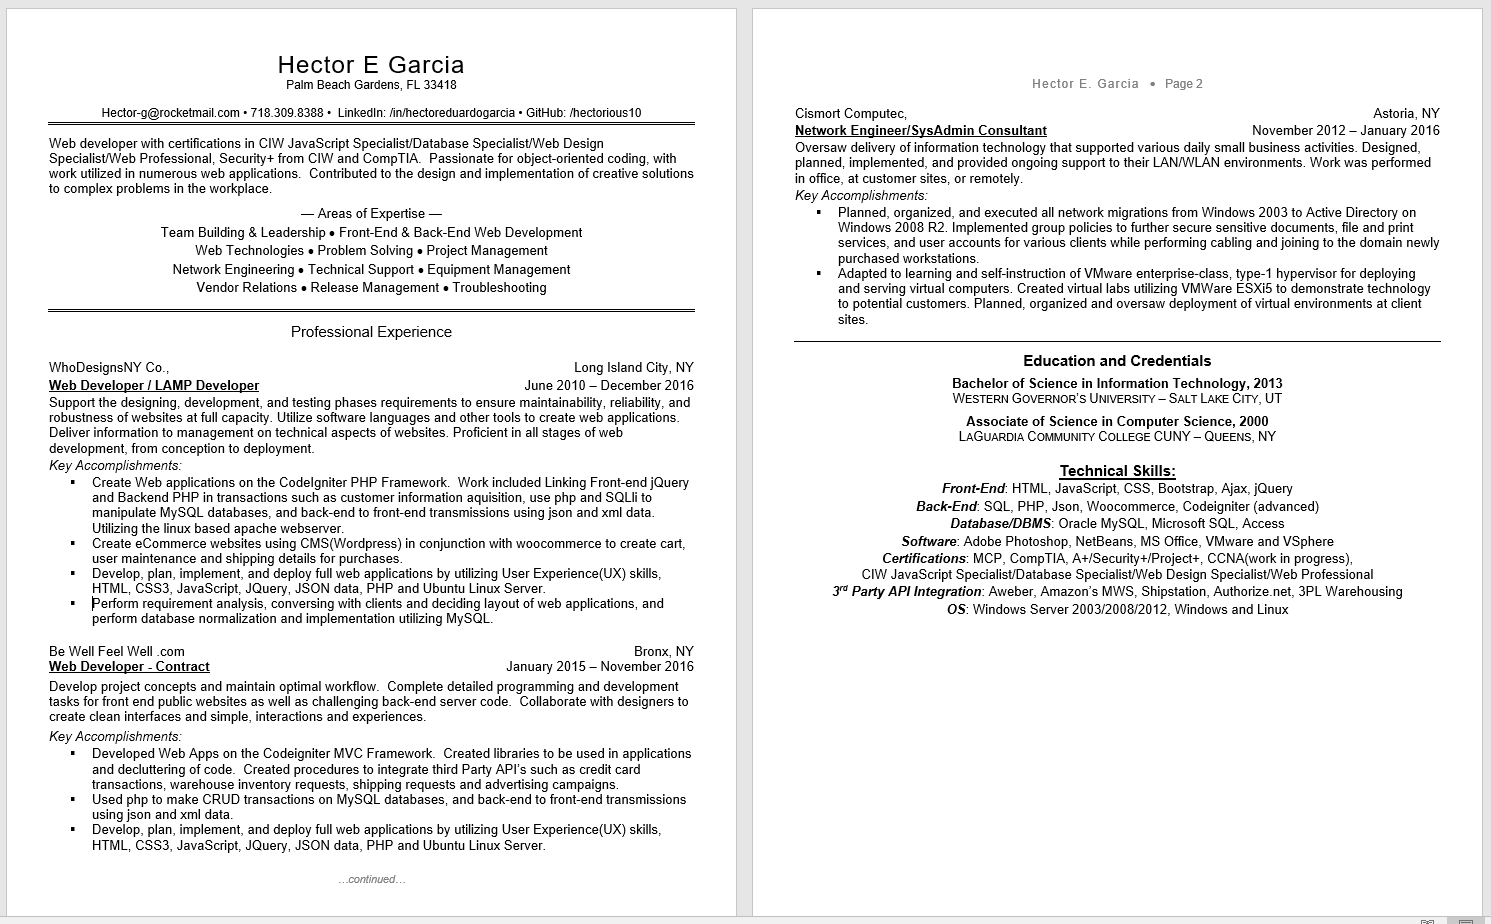 Hector E Garcia
Palm Beach Gardens, FL 33418
Hector-g@rocketmail.com • 718.309.8388 • LinkedIn: /in/hectoreduardogarcia • GitHub: /hectorious10
Web developer with certifications in CIW JavaScript Specialist/Database Specialist/Web Design
Specialist/Web Professional, Security+ from CIW and CompTIA. Passionate for object-oriented coding, with
work utilized in numerous web applications. Contributed to the design and implementation of creative solutions
to complex problems in the workplace.
— Areas of Expertise —
Team Building & Leadership • Front-End & Back-End Web Development
Web Technologies • Problem Solving • Project Management
Network Engineering • Technical Support • Equipment Management
Vendor Relations • Release Management • Troubleshooting
Professional Experience
WhoDesignsNY Co., Long Island City, NY
Web Developer / LAMP Developer June 2010 – December 2016
Support the designing, development, and testing phases requirements to ensure maintainability, reliability, and
robustness of websites at full capacity. Utilize software languages and other tools to create web applications.
Deliver information to management on technical aspects of websites. Proficient in all stages of web
development, from conception to deployment.
Key Accomplishments:
▪ Create Web applications on the CodeIgniter PHP Framework. Work included Linking Front-end jQuery
and Backend PHP in transactions such as customer information aquisition, use php and SQLli to
manipulate MySQL databases, and back-end to front-end transmissions using json and xml data.
Utilizing the linux based apache webserver.
▪ Create eCommerce websites using CMS(Wordpress) in conjunction with woocommerce to create cart,
user maintenance and shipping details for purchases.
▪ Develop, plan, implement, and deploy full web applications by utilizing User Experience(UX) skills,
HTML, CSS3, JavaScript, JQuery, JSON data, PHP and Ubuntu Linux Server.
▪ Perform requirement analysis, conversing with clients and deciding layout of web applications, and
perform database normalization and implementation utilizing MySQL.
Be Well Feel Well .com Bronx, NY
Web Developer - Contract January 2015 – November 2016
Develop project concepts and maintain optimal workflow. Complete detailed programming and development
tasks for front end public websites as well as challenging back-end server code. Collaborate with designers to
create clean interfaces and simple, interactions and experiences.
Key Accomplishments:
▪ Developed Web Apps on the Codeigniter MVC Framework. Created libraries to be used in applications
and decluttering of code. Created procedures to integrate third Party API's such as credit card
transactions, warehouse inventory requests, shipping requests and advertising campaigns.
▪ Used php to make CRUD transactions on MySQL databases, and back-end to front-end transmissions
using json and xml data.
▪ Develop, plan, implement, and deploy full web applications by utilizing User Experience(UX) skills,
HTML, CSS3, JavaScript, JQuery, JSON data, PHP and Ubuntu Linux Server.
…continued…
Hector E. Garcia • Page 2
Cismort Computec, Astoria, NY
Network Engineer/SysAdmin Consultant November 2012 – January 2016
Oversaw delivery of information technology that supported various daily small business activities. Designed,
planned, implemented, and provided ongoing support to their LAN/WLAN environments. Work was performed
in office, at customer sites, or remotely.
Key Accomplishments:
▪ Planned, organized, and executed all network migrations from Windows 2003 to Active Directory on
Windows 2008 R2. Implemented group policies to further secure sensitive documents, file and print
services, and user accounts for various clients while performing cabling and joining to the domain newly
purchased workstations.
▪ Adapted to learning and self-instruction of VMware enterprise-class, type-1 hypervisor for deploying
and serving virtual computers. Created virtual labs utilizing VMWare ESXi5 to demonstrate technology
to potential customers. Planned, organized and oversaw deployment of virtual environments at client
sites.
Education and Credentials
Bachelor of Science in Information Technology, 2013
WESTERN GOVERNOR'S UNIVERSITY – SALT LAKE CITY, UT
Associate of Science in Computer Science, 2000
LAGUARDIA COMMUNITY COLLEGE CUNY – QUEENS, NY
Technical Skills:
Front-End: HTML, JavaScript, CSS, Bootstrap, Ajax, jQuery
Back-End: SQL, PHP, Json, Woocommerce, Codeigniter (advanced)
Database/DBMS: Oracle MySQL, Microsoft SQL, Access
Software: Adobe Photoshop, NetBeans, MS Office, VMware and VSphere
Certifications: MCP, CompTIA, A+/Security+/Project+, CCNA(work in progress),
CIW JavaScript Specialist/Database Specialist/Web Design Specialist/Web Professional
3rd Party API Integration: Aweber, Amazon's MWS, Shipstation, Authorize.net, 3PL Warehousing
OS: Windows Server 2003/2008/2012, Windows and Linux